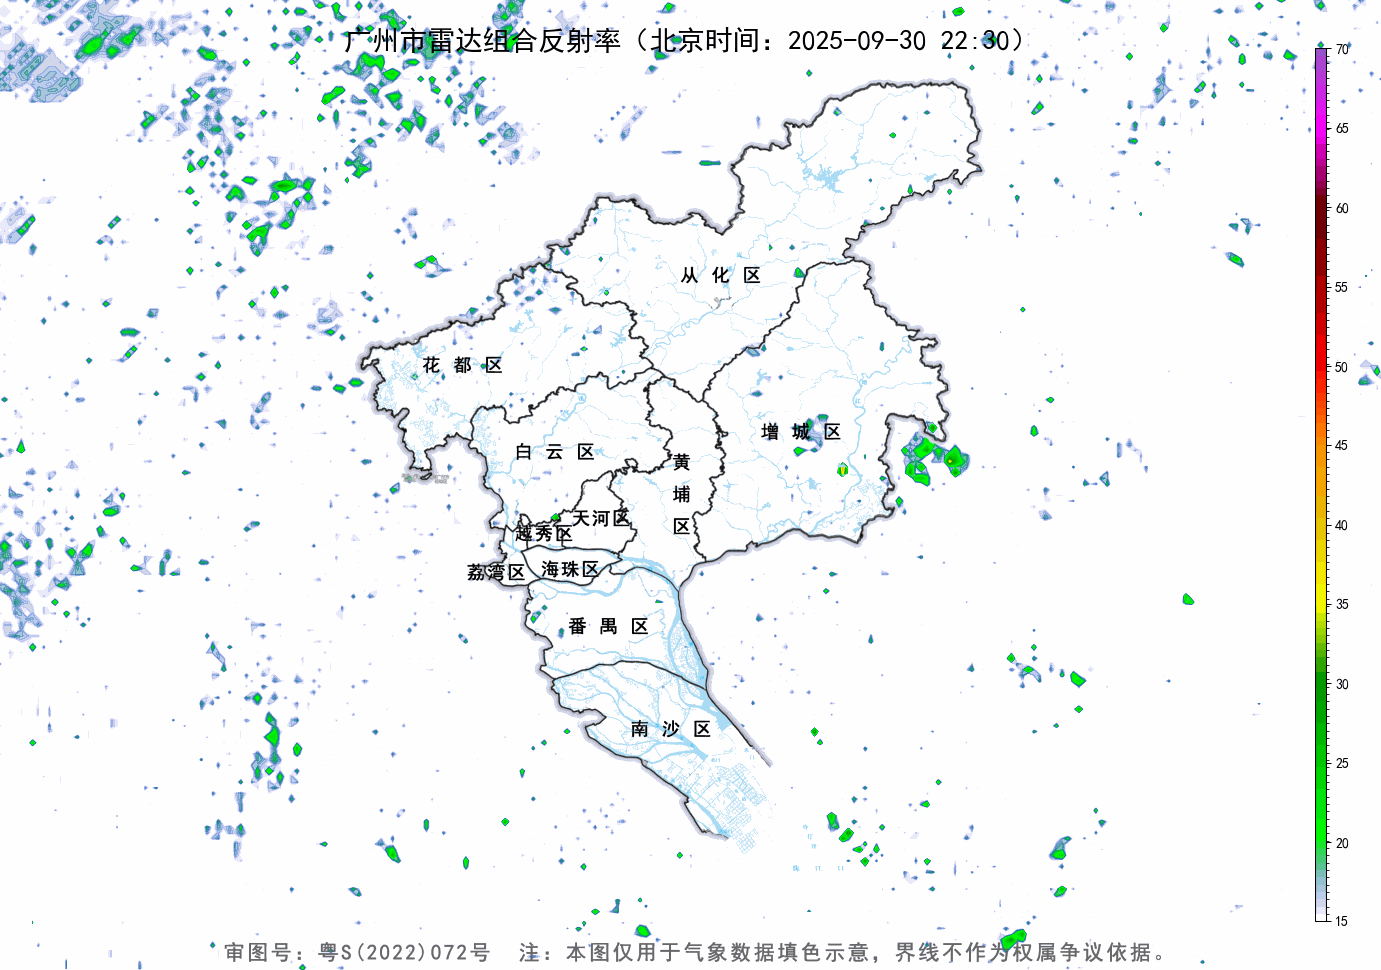 广州市雷达组合反射率（北京时间：2025-09-30 22:30）
70
65
60
55
50
45
40
35
30
25
20
15
从化区
花都区
增城区
白云区
黄埔区
天河区
越秀区
海珠区
荔湾区
番禺区
南沙区
审图号：粤S(2022)072号 注：本图仅用于气象数据填色示意，界线不作为权属争议依据。